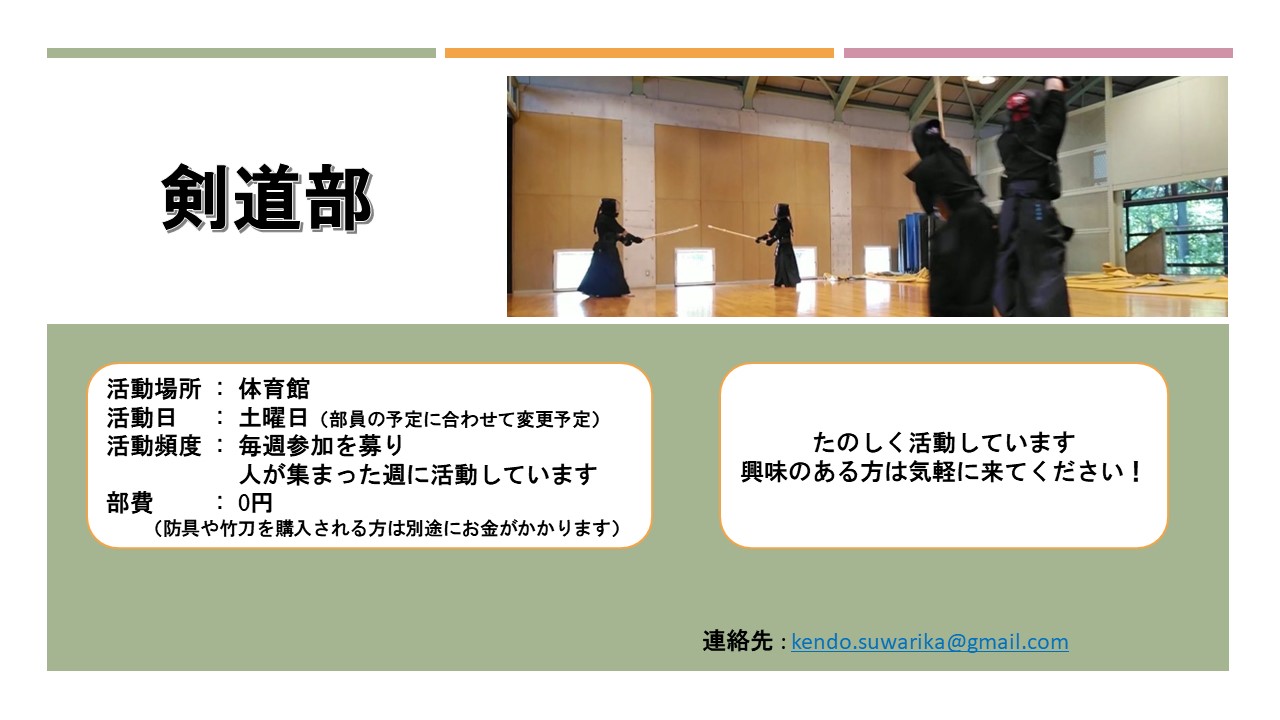 剣道部
活動場所 : 体育館
活動日 : 土曜日(部員の予定に合わせて変更予定)
活動頻度 : 毎週参加を募り
人が集まった週に活動しています
部費 : 0円
(防具や竹刀を購入される方は別途にお金がかかります)
たのしく活動しています
興味のある方は気軽に来てください!
連絡先 : kendo.suwarika@gmail.com